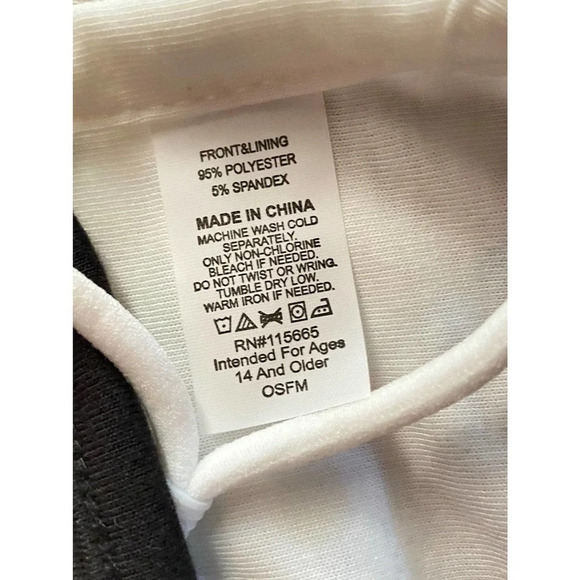 FRONT&LINING
95% POLYESTER
5% SPANDEX
MADE IN CHINA
MACHINE WASH COLD
SEPARATELY.
ONLY NON-CHLORINE
BLEACH IF NEEDED.
DO NOT TWIST OR WRING.
TUMBLE DRY LOW.
WARM IRON IF NEEDED.
RN#115665
Intended For Ages
14 And Older
OSFM